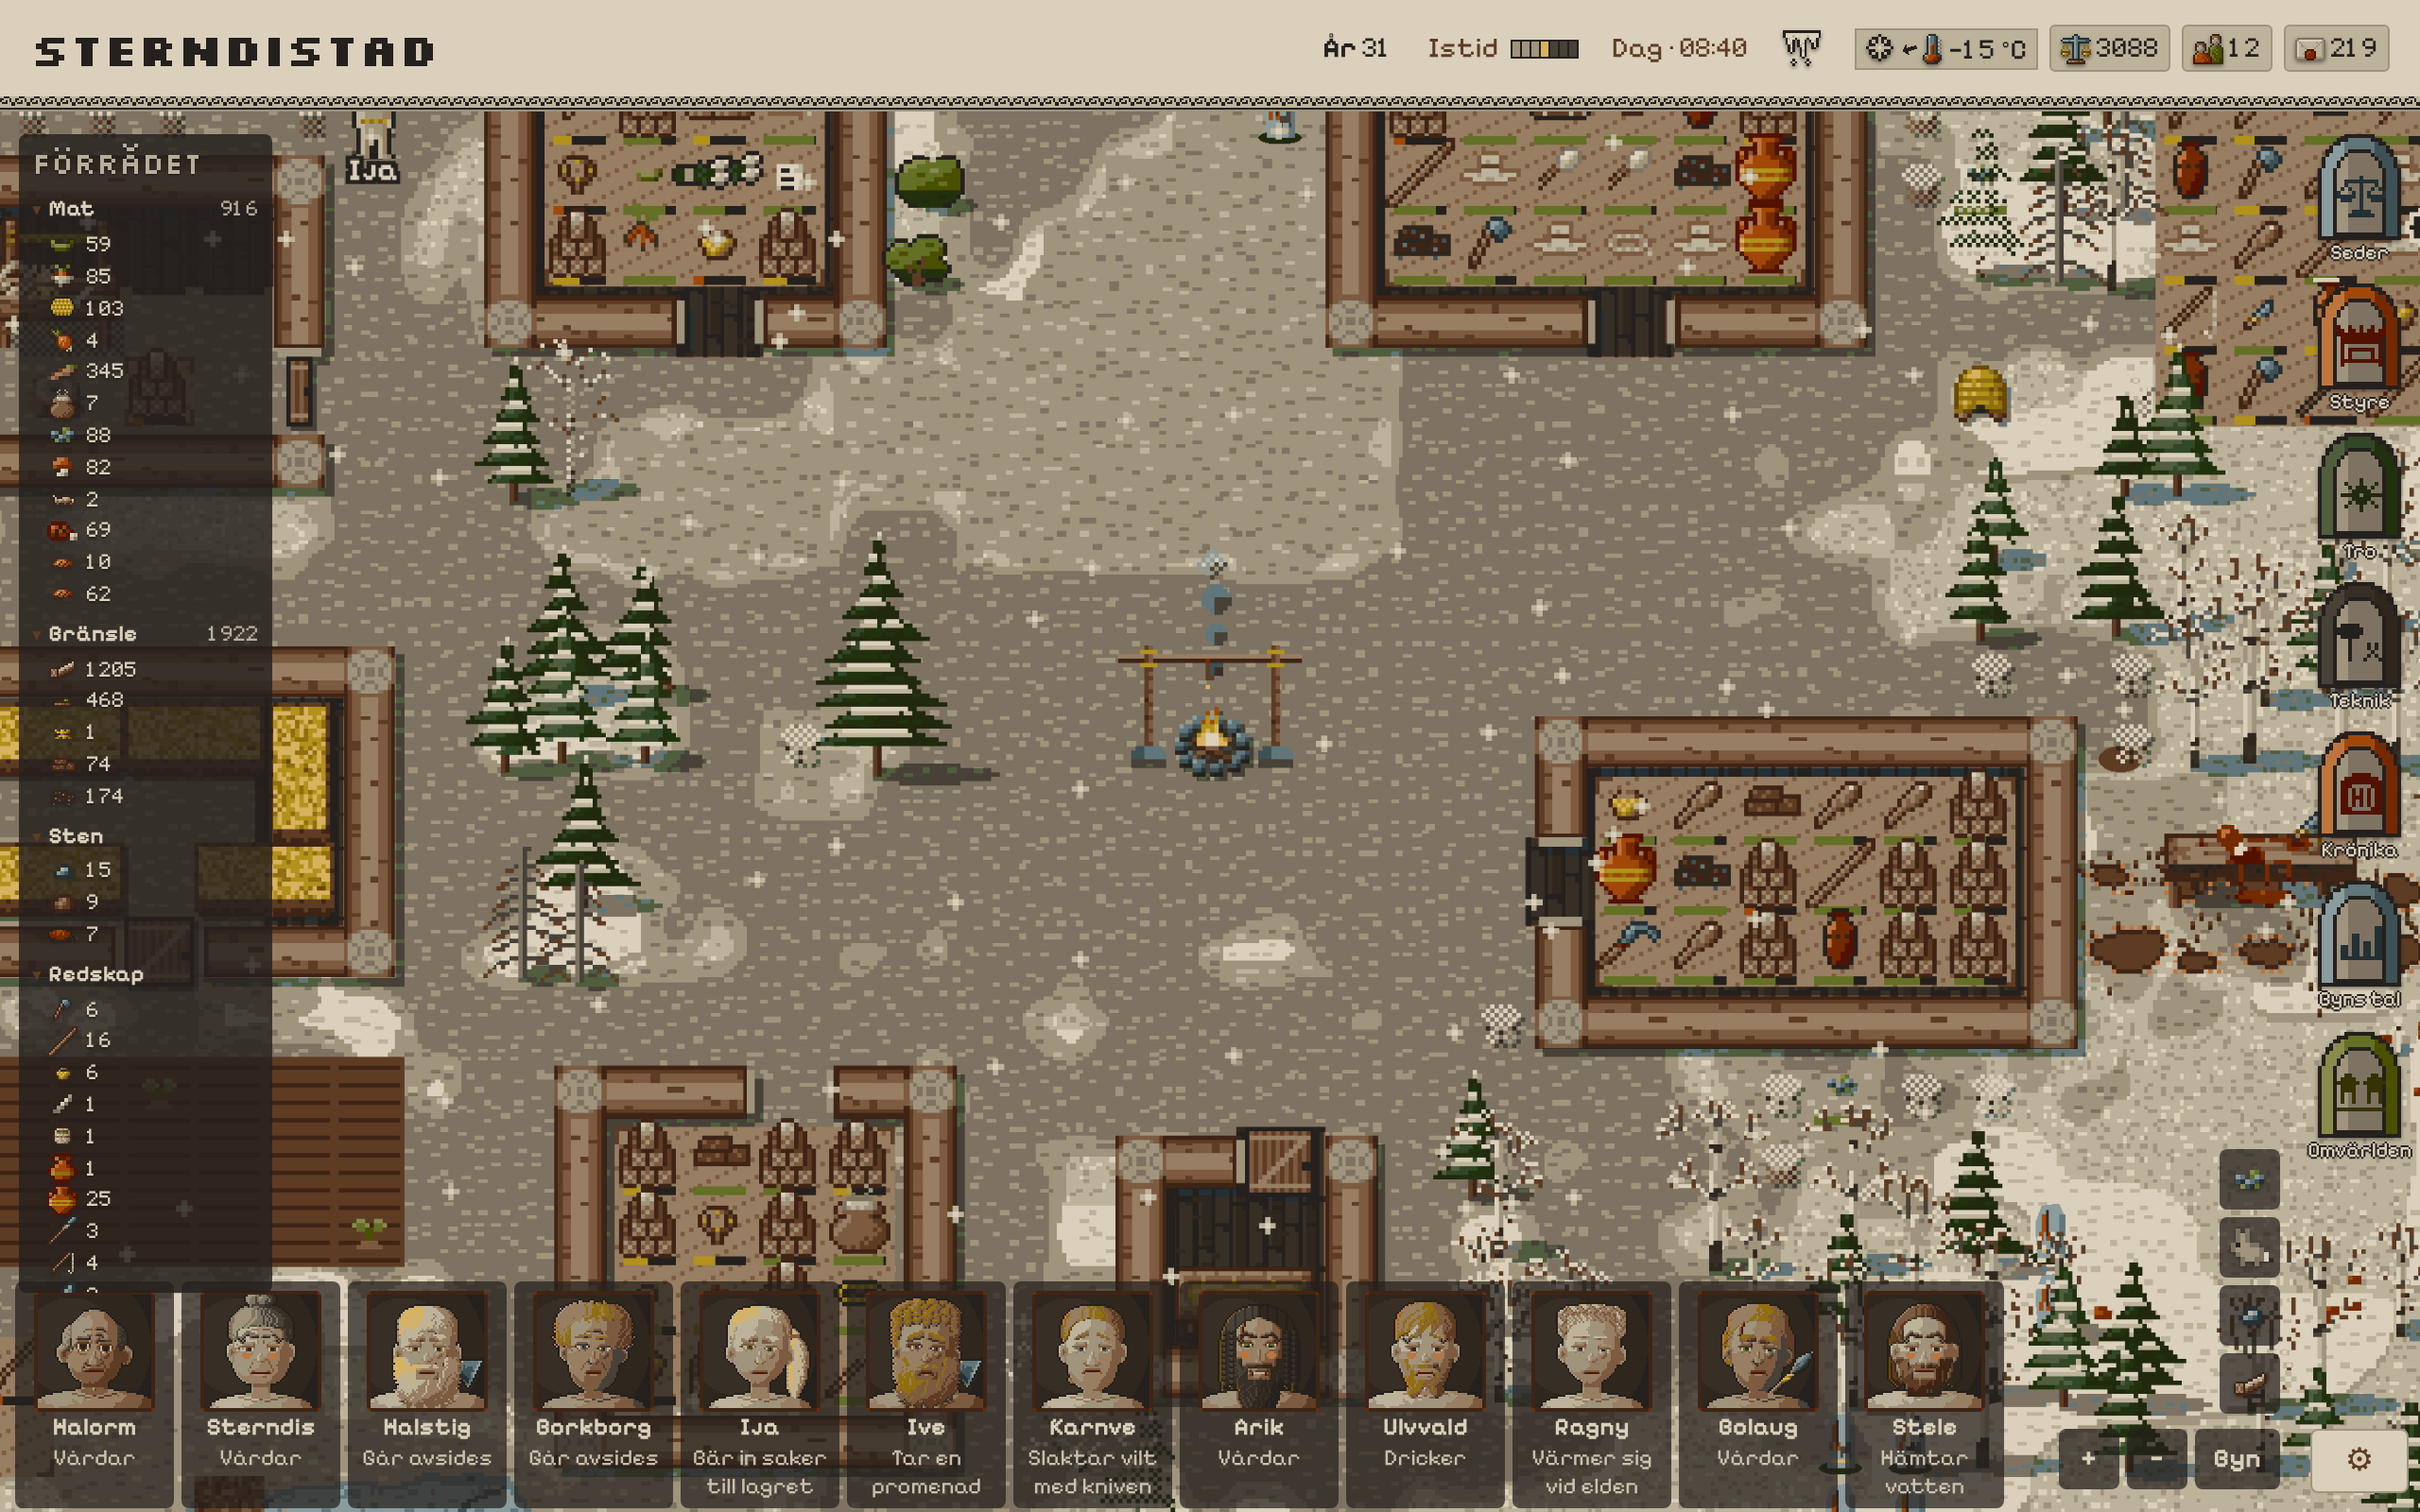 STERNDISTAD
År 31
Istid
Dag · 08:40
-15 °C
3088
12
219
FÖRRÅDET
Mat 916
59
85
103
4
345
7
88
82
2
69
10
62
Bränsle 1922
1205
468
1
74
174
Sten
15
9
7
Redskap
6
16
6
1
1
1
25
3
4
Ija
Seder
Styre
Tro
Teknik
Krönika
Byns tal
Omvärlden
Halorm
Vårdar
Sterndis
Vårdar
Halstig
Går avsides
Borkborg
Går avsides
Ija
Bär in saker
till lagret
Ive
Tar en
promenad
Karnve
Slaktar vilt
med kniven
Arik
Vårdar
Ulvvald
Dricker
Ragny
Värmer sig
vid elden
Bolaug
Vårdar
Stele
Hämtar
vatten
+
-
Byn